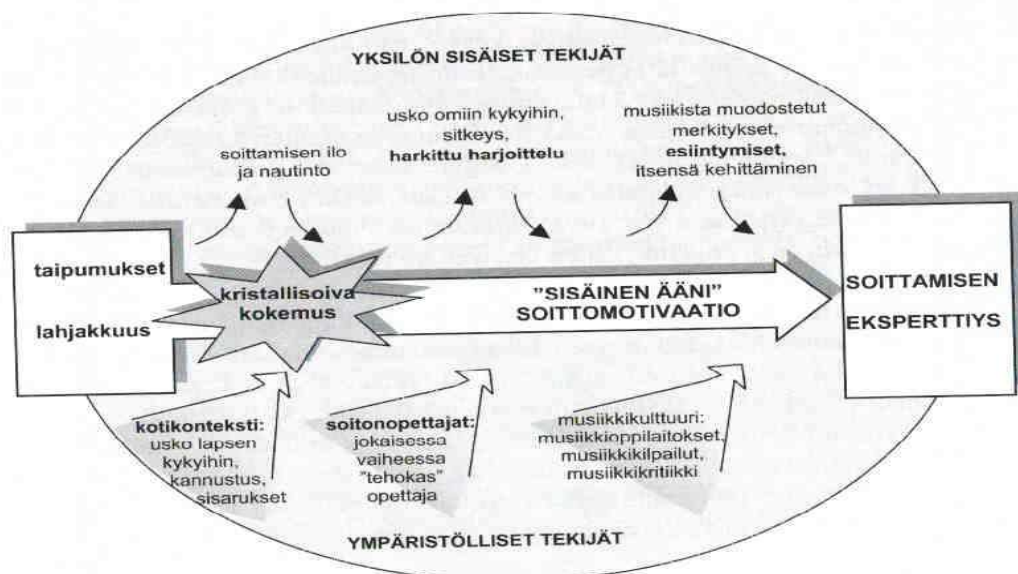 YKSILÖN SISÄISET TEKIJÄT
soittamisen ilo
ja nautinto
usko omiin kykyihin,
sitkeys,
harkittu harjoittelu
musiikista muodostetut
merkitykset,
esiintymiset,
itsensä kehittäminen
taipumukset
lahjakkuus
kristallisoiva
kokemus
"SISÄINEN ÄÄNI"
SOITTOMOTIVAATIO
SOITTAMISEN
EKSPERTTIYS
kotikonteksti:
usko lapsen
kykyihin,
kannustus,
sisarukset
soitonopettajat:
jokaisessa
vaiheessa
"tehokas"
opettaja
musiikkikulttuuri:
musiikkioppilaitokset,
musiikkikilpailut,
musiikkikritiikki
YMPÄRISTÖLLISET TEKIJÄT